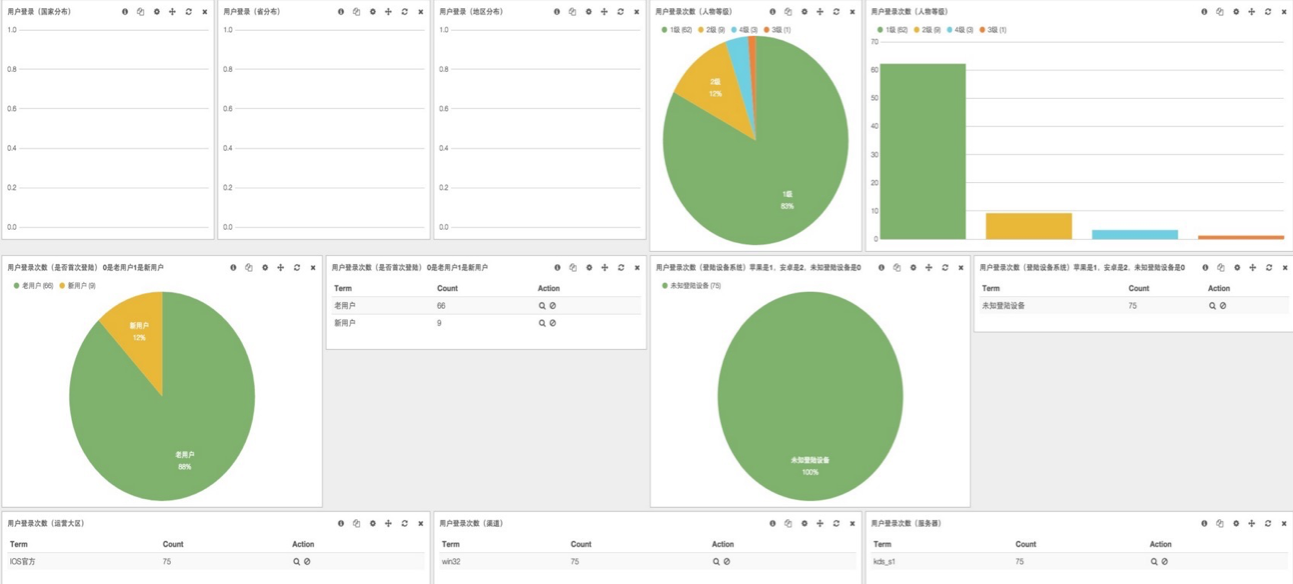 用户登录（国家分布）
1.0
0.8
0.6
0.4
0.2
0.0
用户登录（省分布）
1.0
0.8
0.6
0.4
0.2
0.0
用户登录（地区分布）
1.0
0.8
0.6
0.4
0.2
0.0
用户登录次数（人物等级）
1级 (62) 2级 (9) 4级 (3) 3级 (1)
2级
12%
1级
83%
用户登录次数（人物等级）
1级 (62) 2级 (9) 4级 (3) 3级 (1)
70
60
50
40
30
20
10
0
用户登录次数（是否首次登陆）0是老用户1是新用户
老用户 (66) 新用户 (9)
新用户
12%
老用户
88%
用户登录次数（是否首次登陆）0是老用户1是新用户
Term Count Action
老用户 66
新用户 9
用户登录次数（登陆设备系统）苹果是1，安卓是2，未知登陆设备是0
未知登陆设备 (75)
未知登陆设备
100%
用户登录次数（登陆设备系统）苹果是1，安卓是2，未知登陆设备是0
Term Count Action
未知登陆设备 75
用户登录次数（运营大区）
Term Count Action
IOS官方 75
用户登录次数（渠道）
Term Count Action
win32 75
用户登录次数（服务器）
Term Count Action
kds_s1 75